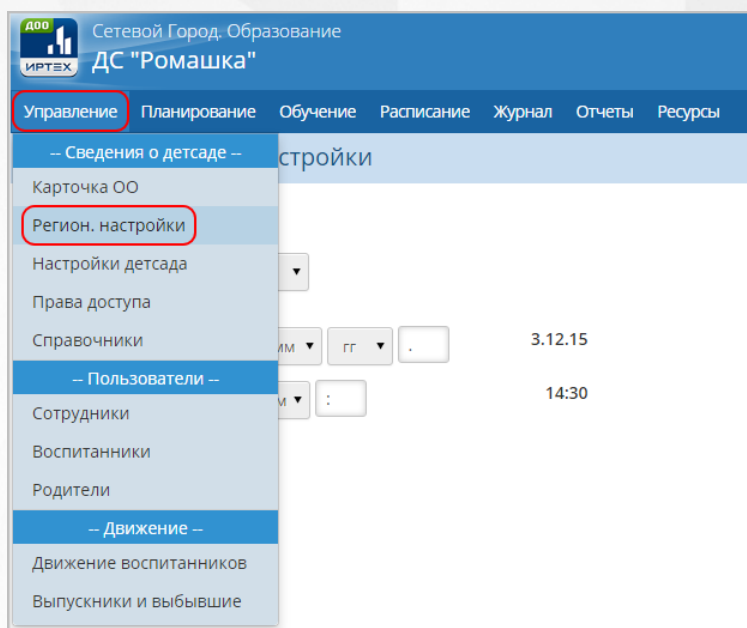 ДОО
ИРТЕХ
Сетевой Город. Образование
ДС "Ромашка"
Управление Планирование Обучение Расписание Журнал Отчеты Ресурсы
-- Сведения о детсаде --
стройки
Карточка ОО
Регион. настройки
Настройки детсада
Права доступа
Справочники
мм гг . 3.12.15
-- Пользователи --
: 14:30
Сотрудники
Воспитанники
Родители
-- Движение --
Движение воспитанников
Выпускники и выбывшие